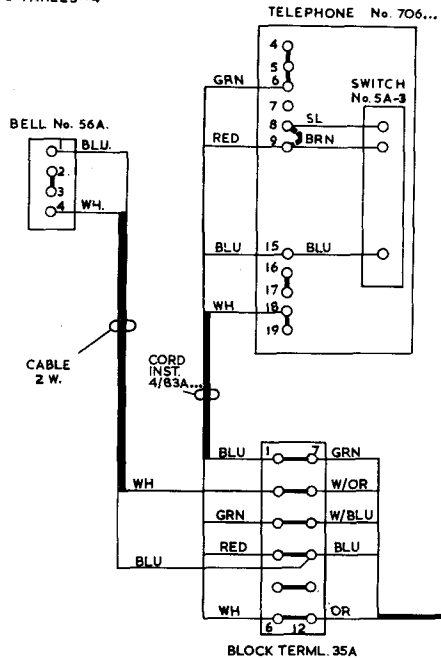 TELEPHONE No. 706...
4
5
6
GRN
SWITCH
No. 5A-3
7
BELL No. 56A.
8
SL
1
BLU.
RED
9
BRN
2
3
4
WH.
BLU
15
BLU
16
17
WH
18
19
CABLE
2 W.
CORD
INST.
4/83A...
BLU
1
7
GRN
WH
W/OR
GRN
W/BLU
RED
BLU
BLU
WH
6
12
OR
BLOCK TERML. 35A